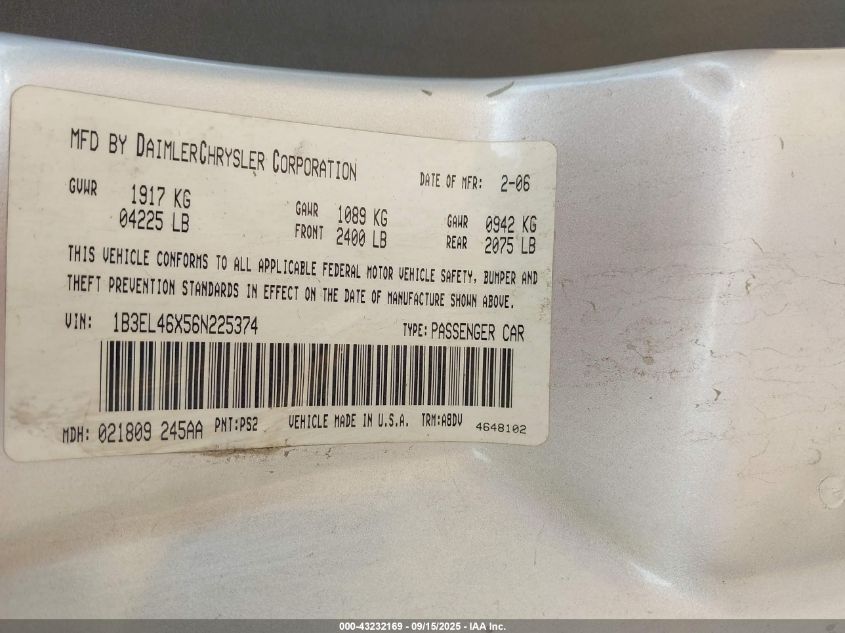 MFD BY DAIMLERCHRYSLER CORPORATION
DATE OF MFR: 2-06
GVWR 1917 KG
04225 LB
GAWR FRONT 1089 KG
2400 LB
GAWR REAR 0942 KG
2075 LB
THIS VEHICLE CONFORMS TO ALL APPLICABLE FEDERAL MOTOR VEHICLE SAFETY, BUMPER AND
THEFT PREVENTION STANDARDS IN EFFECT ON THE DATE OF MANUFACTURE SHOWN ABOVE.
VIN: 1B3EL46X56N225374 TYPE: PASSENGER CAR
MDH: 021809 245AA PNT:PS2 VEHICLE MADE IN U.S.A. TRM:ABDV 4648102
000-43232169 - 09/15/2025 - IAA Inc.